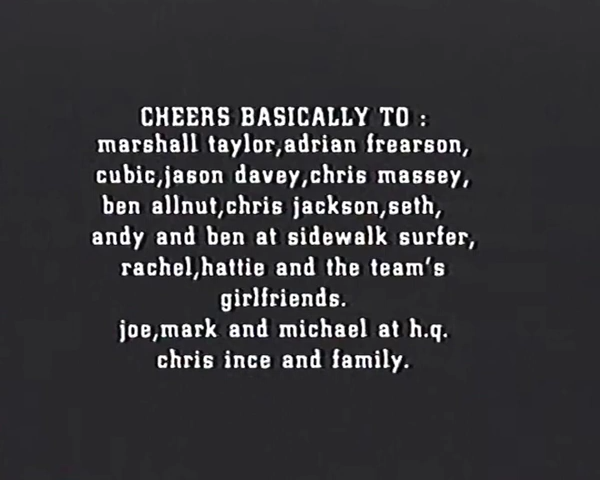 CHEERS BASICALLY TO :
marshall taylor,adrian frearson,
cubic,jason davey,chris massey,
ben allnut,chris jackson,seth,
andy and ben at sidewalk surfer,
rachel,hattie and the team's
girlfriends.
joe,mark and michael at h.q.
chris ince and family.